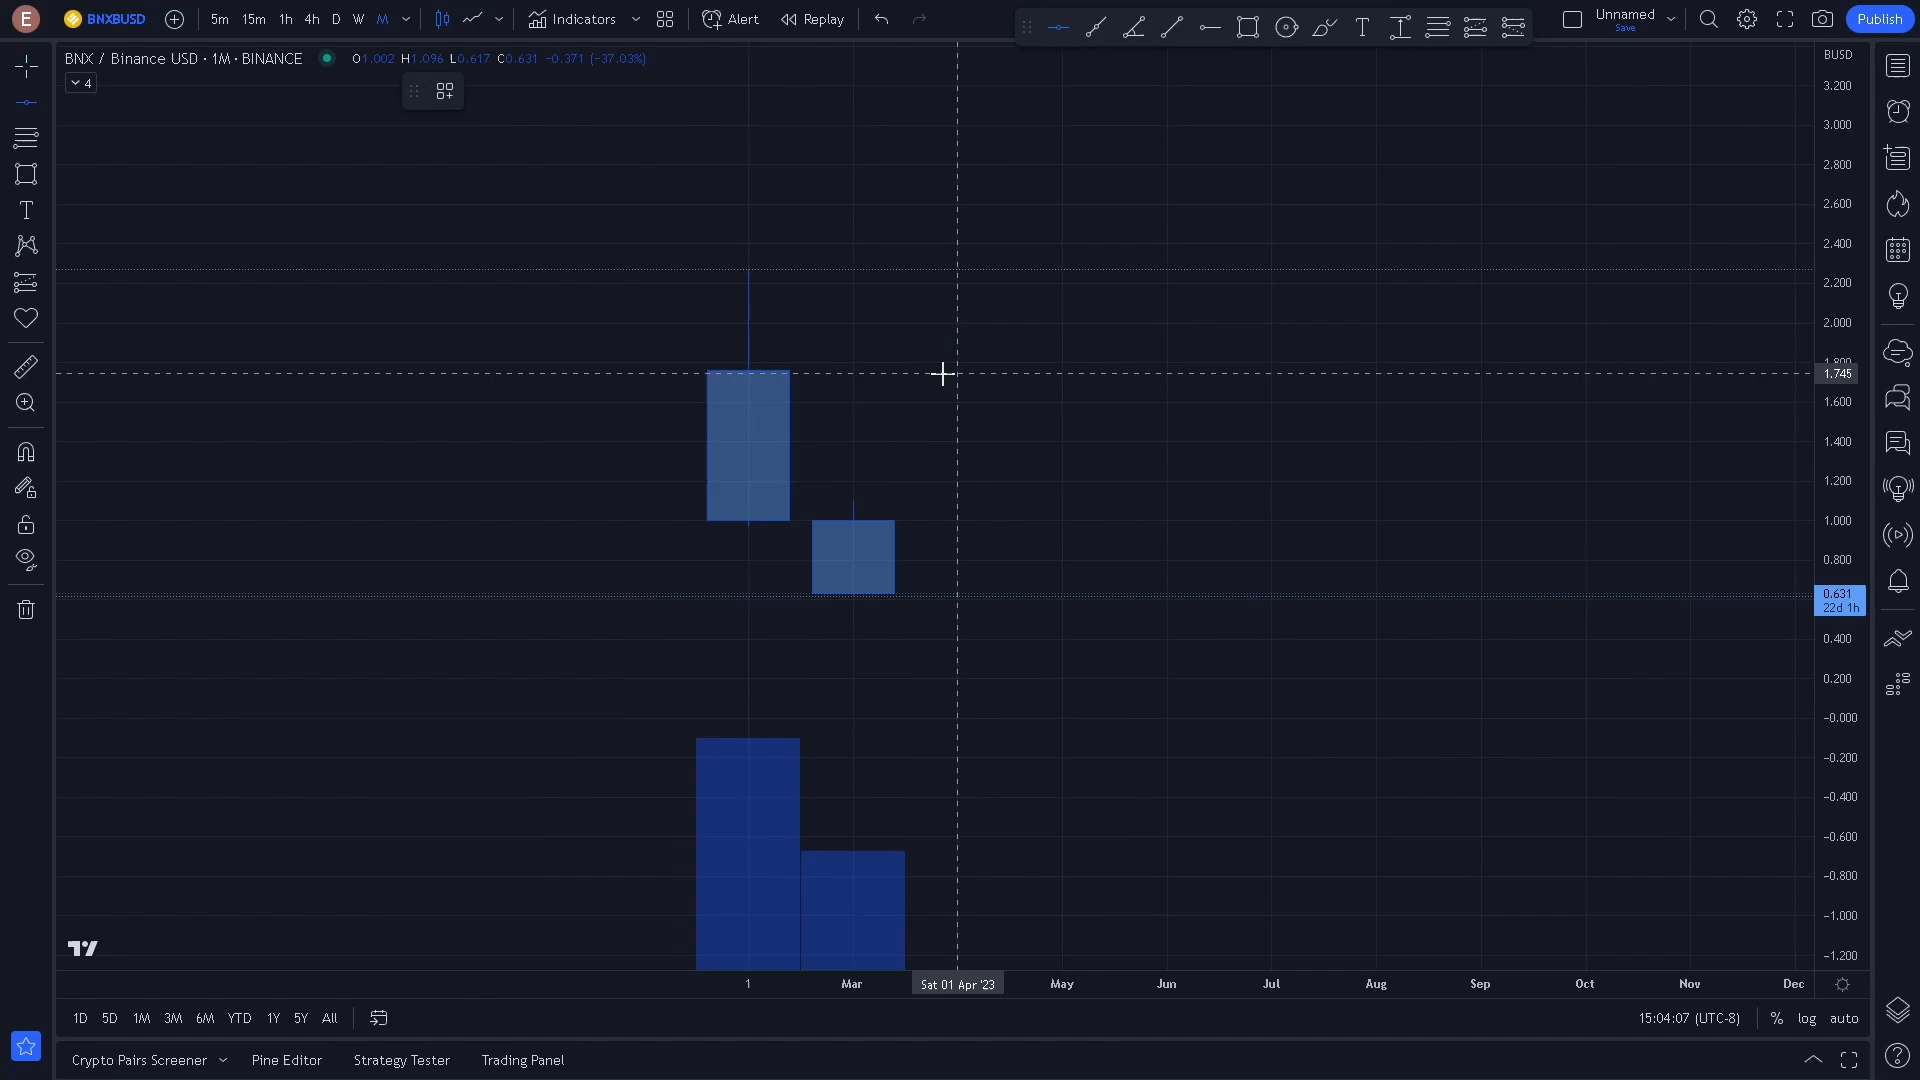 E
BNXBUSD
5m 15m 1h 4h D W M
Indicators
Alert
Replay
Unnamed
Save
Publish
BNX / Binance USD · 1M · BINANCE O1.002 H1.096 L0.617 C0.631 −0.371 (−37.03%)
4
BUSD
3.200
3.000
2.800
2.600
2.400
2.200
2.000
1.800
1.745
1.600
1.400
1.200
1.000
0.800
0.631
22d 1h
0.400
0.200
−0.000
−0.200
−0.400
−0.600
−0.800
−1.000
−1.200
1 Mar Sat 01 Apr '23 May Jun Jul Aug Sep Oct Nov Dec
1D 5D 1M 3M 6M YTD 1Y 5Y All
15:04:07 (UTC-8) % log auto
Crypto Pairs Screener Pine Editor Strategy Tester Trading Panel